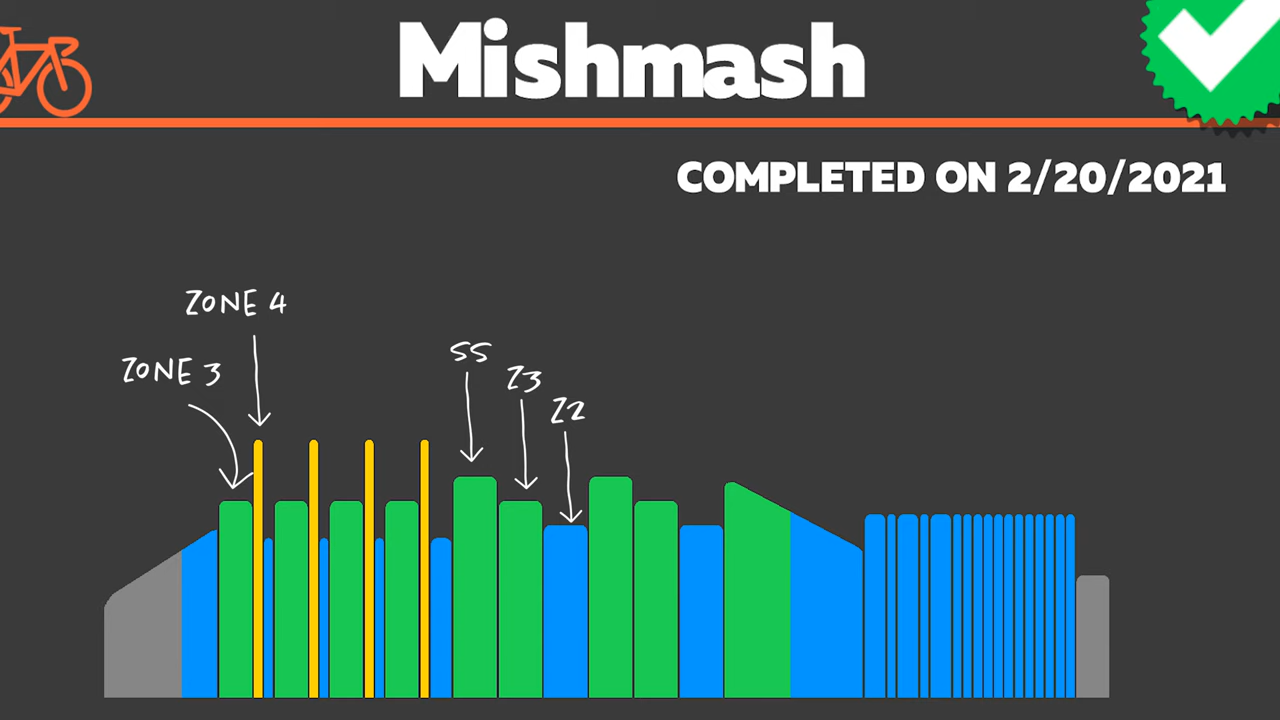 Mishmash
COMPLETED ON 2/20/2021
ZONE 4
ZONE 3
SS
Z3
Z2